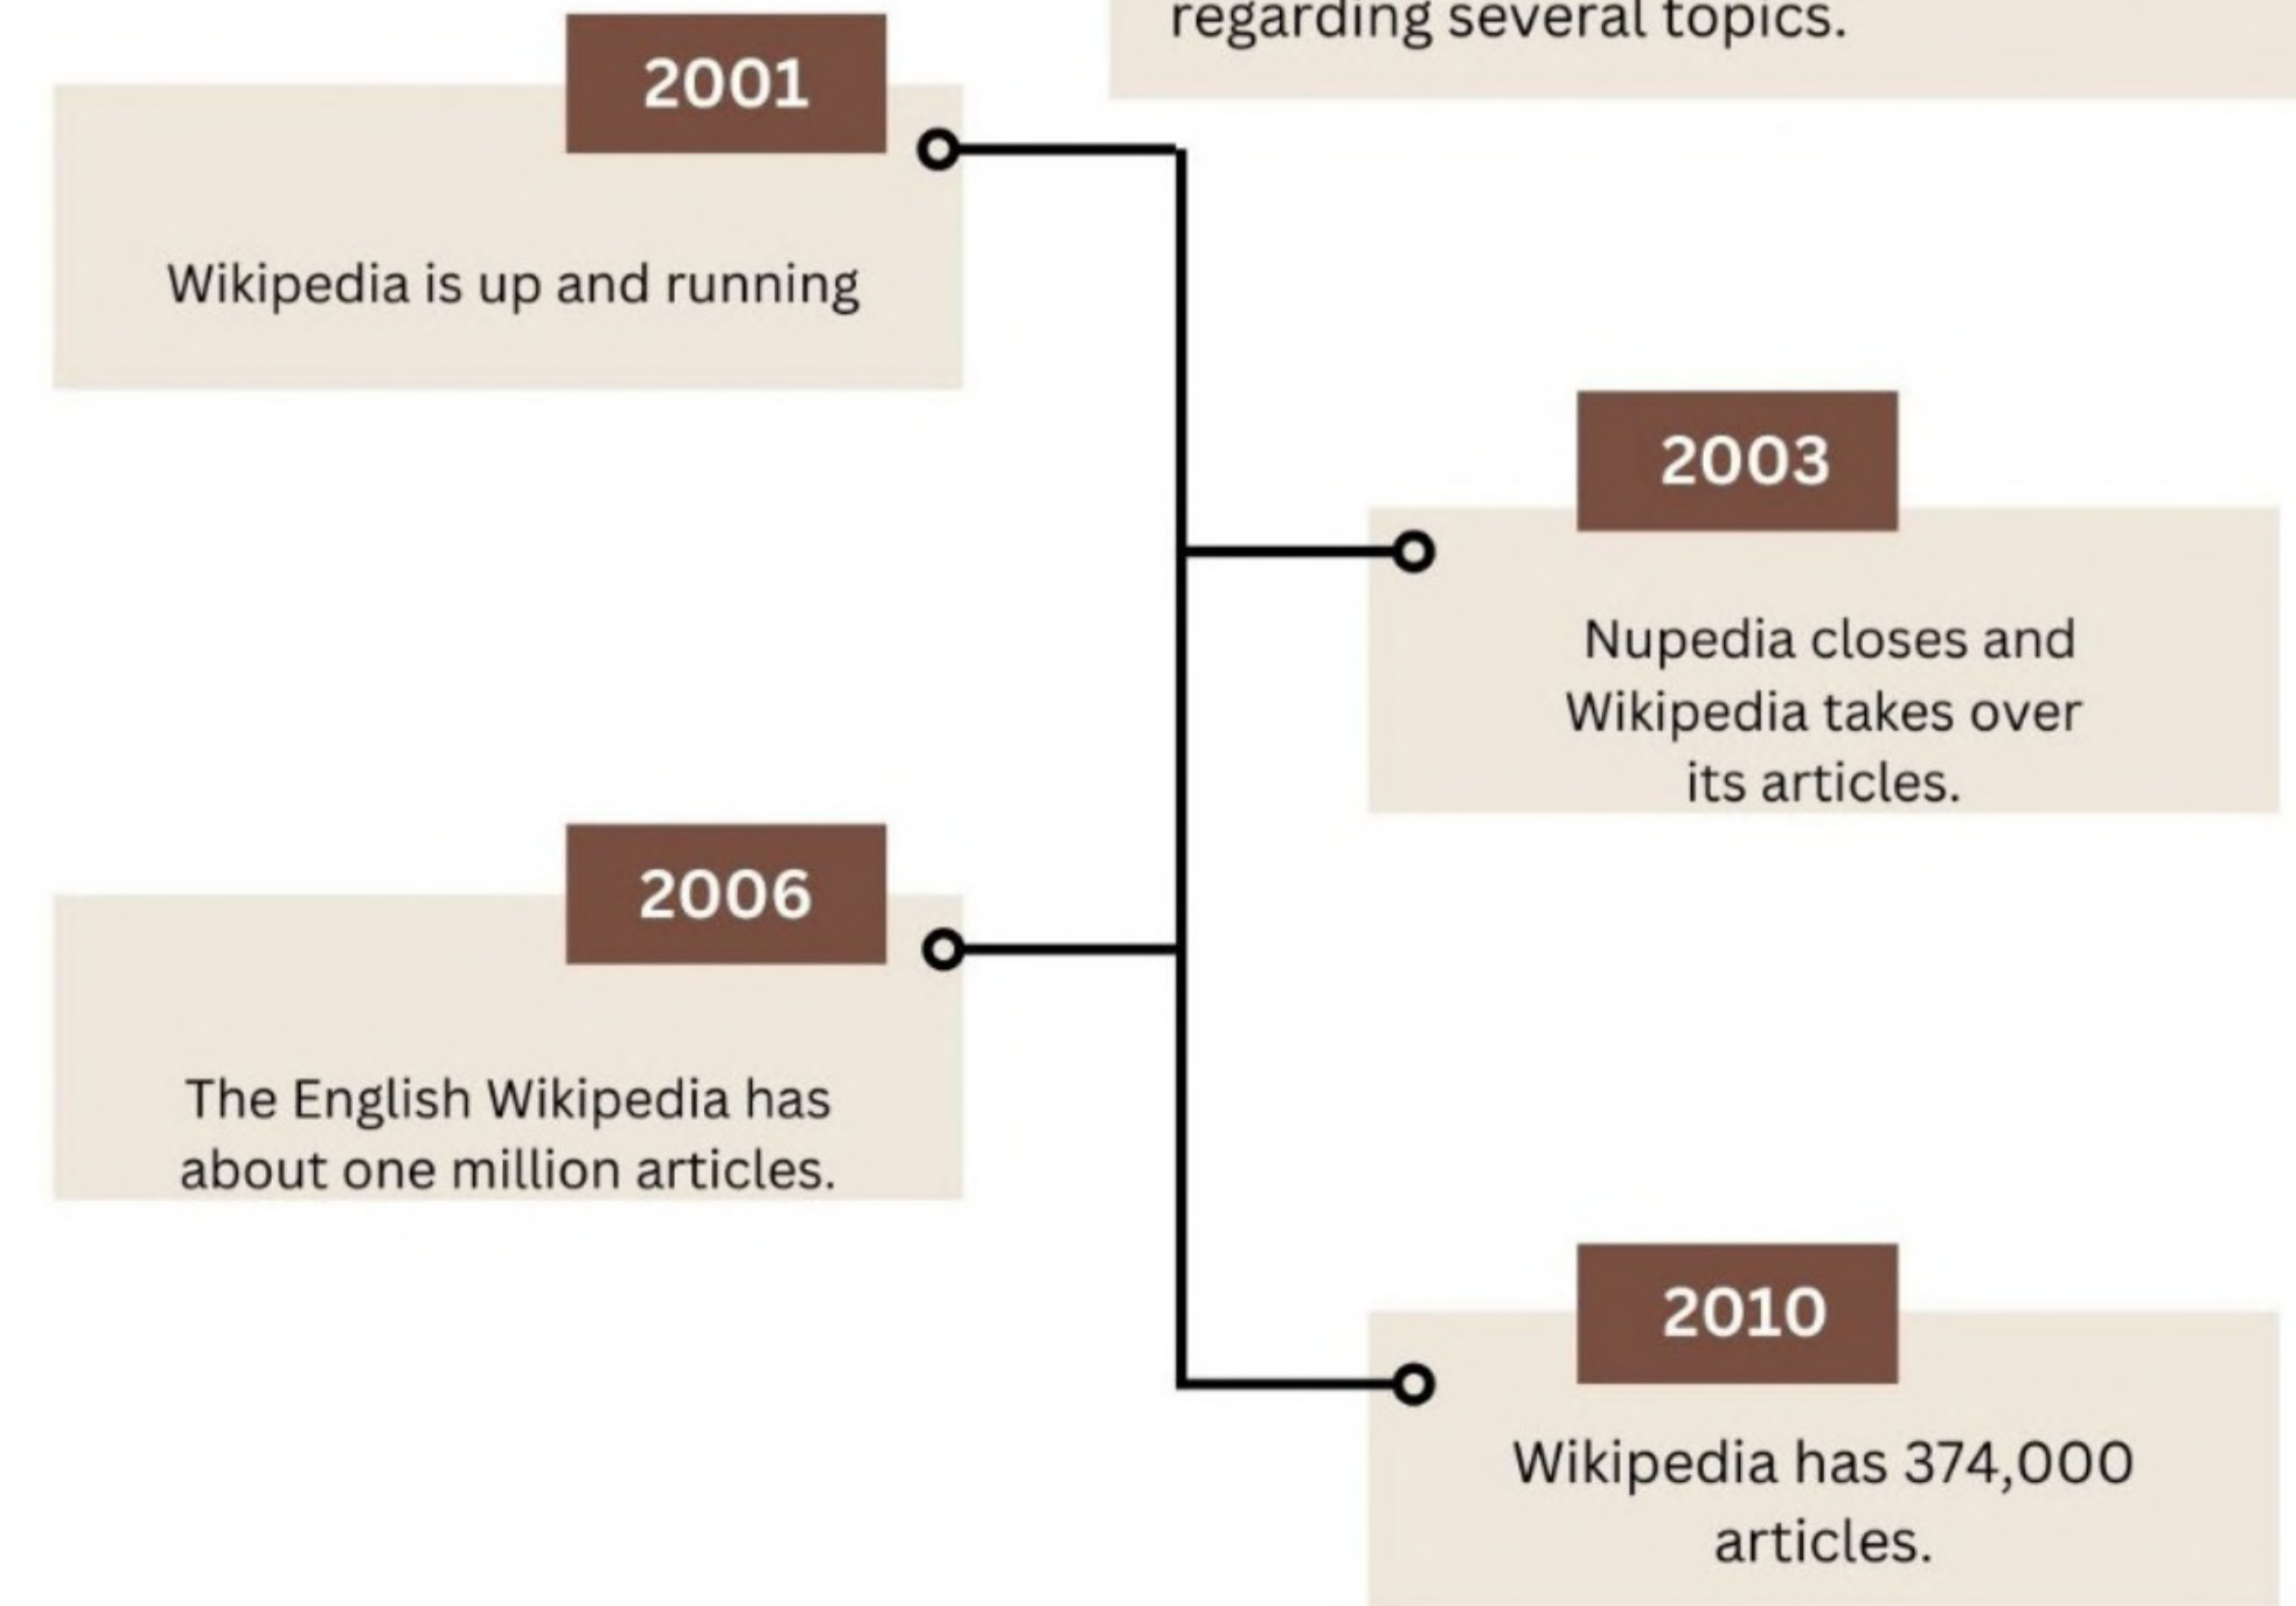 regarding several topics.
2001
Wikipedia is up and running
2003
Nupedia closes and
Wikipedia takes over
its articles.
2006
The English Wikipedia has
about one million articles.
2010
Wikipedia has 374,000
articles.